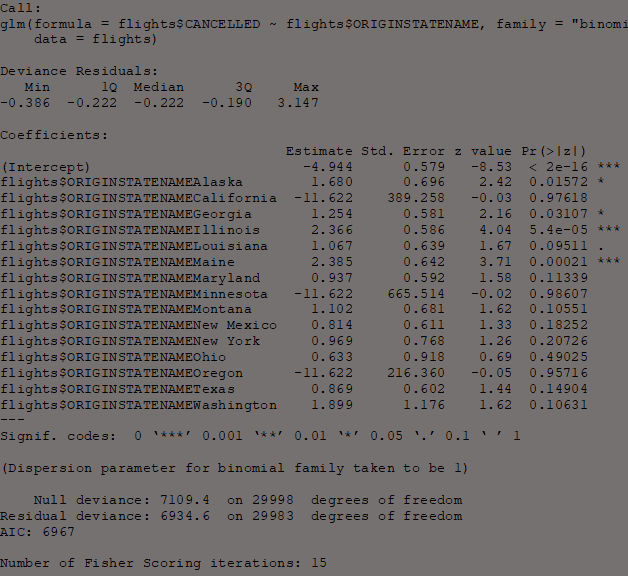 Call:
glm(formula = flights$CANCELLED ~ flights$ORIGINSTATENAME, family = "binomi
    data = flights)
Deviance Residuals:
   Min      1Q  Median      3Q     Max
-0.386  -0.222  -0.222  -0.190   3.147
Coefficients:
                                  Estimate Std. Error z value Pr(>|z|)
(Intercept)                         -4.944      0.579   -8.53  < 2e-16 ***
flights$ORIGINSTATENAMEAlaska        1.680      0.696    2.42  0.01572 *
flights$ORIGINSTATENAMECalifornia  -11.622    389.258   -0.03  0.97618
flights$ORIGINSTATENAMEGeorgia       1.254      0.581    2.16  0.03107 *
flights$ORIGINSTATENAMEIllinois      2.366      0.586    4.04  5.4e-05 ***
flights$ORIGINSTATENAMELouisiana     1.067      0.639    1.67  0.09511 .
flights$ORIGINSTATENAMEMaine         2.385      0.642    3.71  0.00021 ***
flights$ORIGINSTATENAMEMaryland      0.937      0.592    1.58  0.11339
flights$ORIGINSTATENAMEMinnesota   -11.622    665.514   -0.02  0.98607
flights$ORIGINSTATENAMEMontana       1.102      0.681    1.62  0.10551
flights$ORIGINSTATENAMENew Mexico    0.814      0.611    1.33  0.18252
flights$ORIGINSTATENAMENew York      0.969      0.768    1.26  0.20726
flights$ORIGINSTATENAMEOhio          0.633      0.918    0.69  0.49025
flights$ORIGINSTATENAMEOregon      -11.622    216.360   -0.05  0.95716
flights$ORIGINSTATENAMETexas         0.869      0.602    1.44  0.14904
flights$ORIGINSTATENAMEWashington    1.899      1.176    1.62  0.10631
---
Signif. codes:  0 ‘***’ 0.001 ‘**’ 0.01 ‘*’ 0.05 ‘.’ 0.1 ‘ ’ 1
(Dispersion parameter for binomial family taken to be 1)
    Null deviance: 7109.4  on 29998  degrees of freedom
Residual deviance: 6934.6  on 29983  degrees of freedom
AIC: 6967
Number of Fisher Scoring iterations: 15